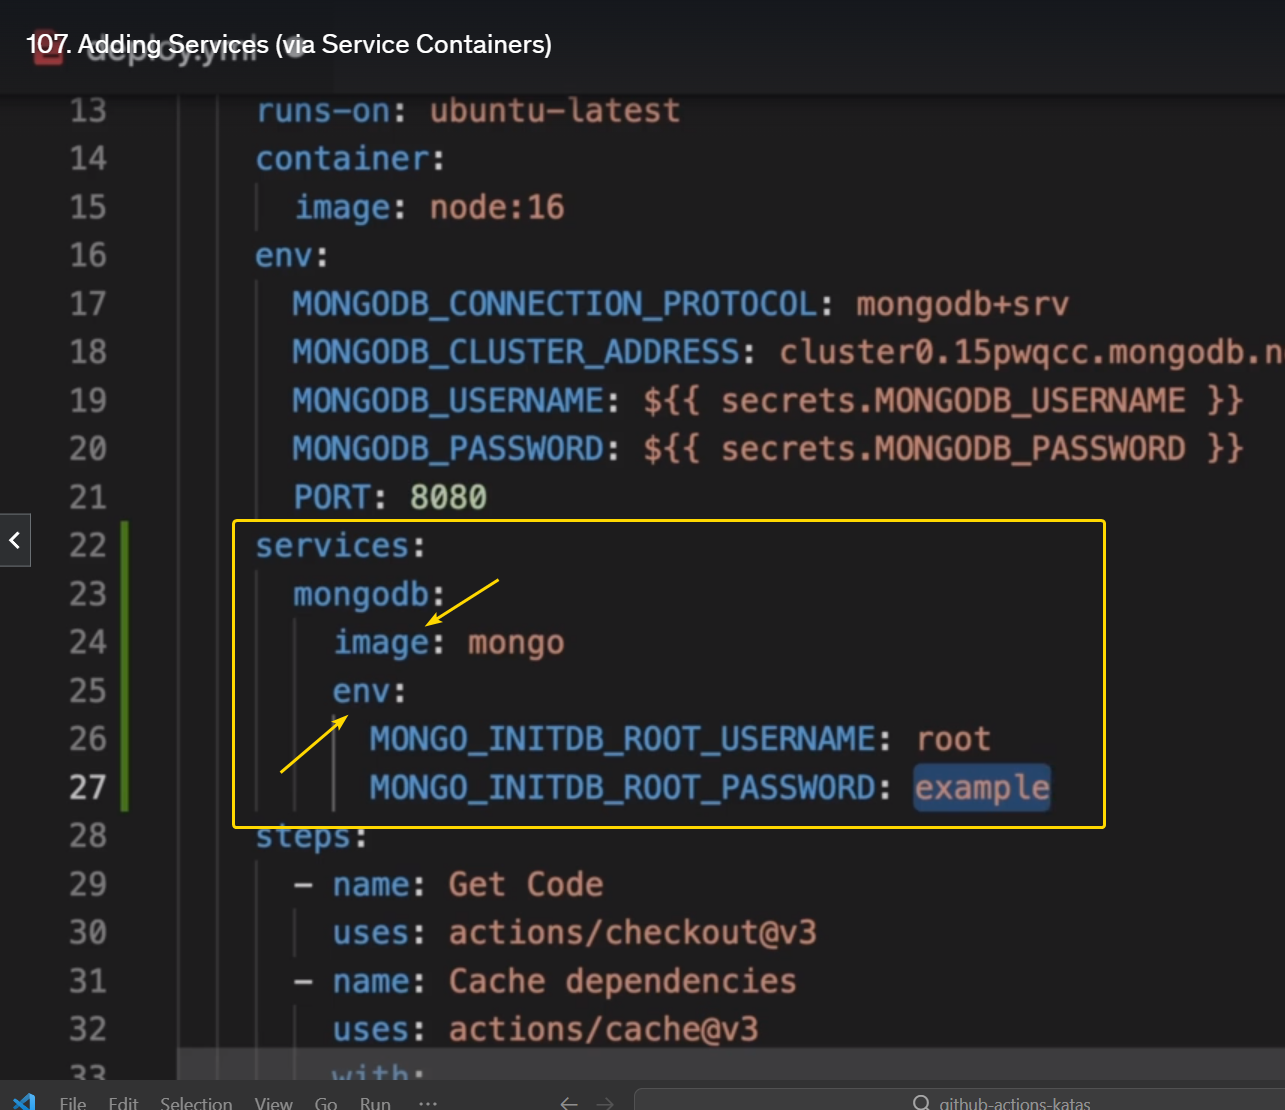 107. Adding Services (via Service Containers)
deploy.yml
13 runs-on: ubuntu-latest
14 container:
15 image: node:16
16 env:
17 MONGODB_CONNECTION_PROTOCOL: mongodb+srv
18 MONGODB_CLUSTER_ADDRESS: cluster0.15pwqcc.mongodb.n
19 MONGODB_USERNAME: ${{ secrets.MONGODB_USERNAME }}
20 MONGODB_PASSWORD: ${{ secrets.MONGODB_PASSWORD }}
21 PORT: 8080
22 services:
23 mongodb:
24 image: mongo
25 env:
26 MONGO_INITDB_ROOT_USERNAME: root
27 MONGO_INITDB_ROOT_PASSWORD: example
28 steps:
29 - name: Get Code
30 uses: actions/checkout@v3
31 - name: Cache dependencies
32 uses: actions/cache@v3
33 with:
File Edit Selection View Go Run ··· github-actions-katas